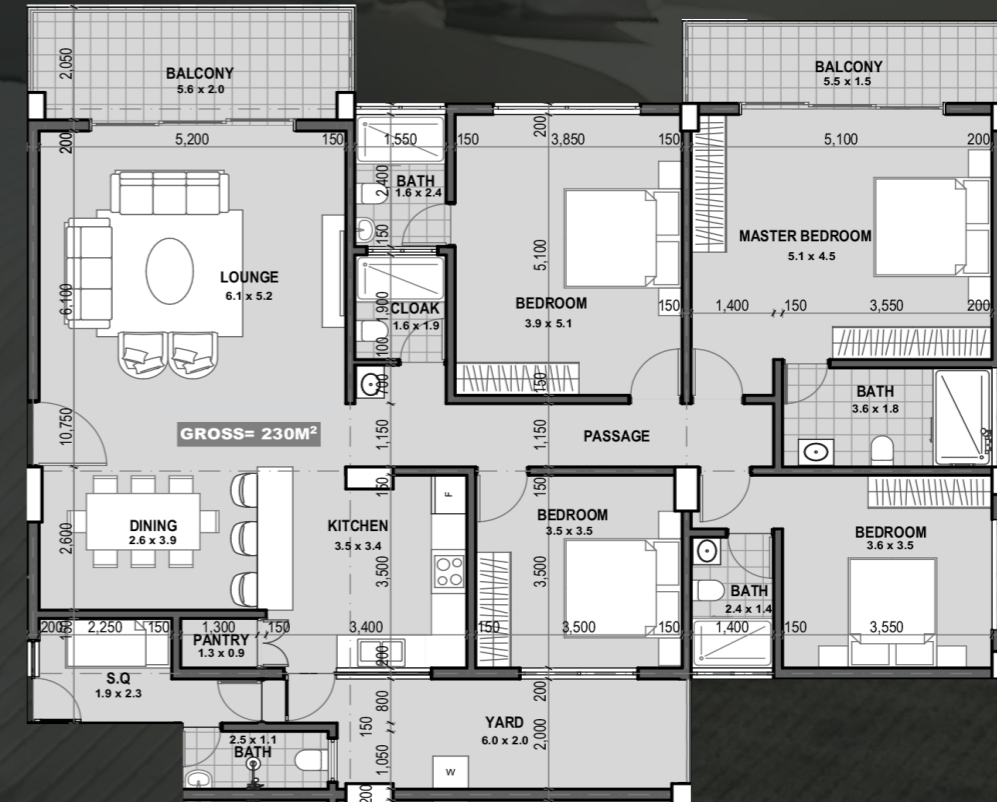 BALCONY
5.6 x 2.0
2,050
BALCONY
5.5 x 1.5
200
5,200
150
1,550
150
200
3,850
150
5,100
200
BATH
1.6 x 2.4
2,400
150
LOUNGE
6.1 x 5.2
6,100
CLOAK
1.6 x 1.9
1,900
100
700
BEDROOM
3.9 x 5.1
5,100
150
150
MASTER BEDROOM
5.1 x 4.5
1,400
150
3,550
200
BATH
3.6 x 1.8
10,750
GROSS= 230M²
1,150
1,150
PASSAGE
DINING
2.6 x 3.9
2,600
150
KITCHEN
3.5 x 3.4
3,500
F
150
BEDROOM
3.5 x 3.5
3,500
BEDROOM
3.6 x 3.5
BATH
2.4 x 1.4
200
150
2,250
150
1,300
150
3,400
150
3,500
150
1,400
150
3,550
PANTRY
1.3 x 0.9
200
S.Q
1.9 x 2.3
800
200
YARD
6.0 x 2.0
2,000
150
2.5 x 1.1
BATH
1,050
W
200